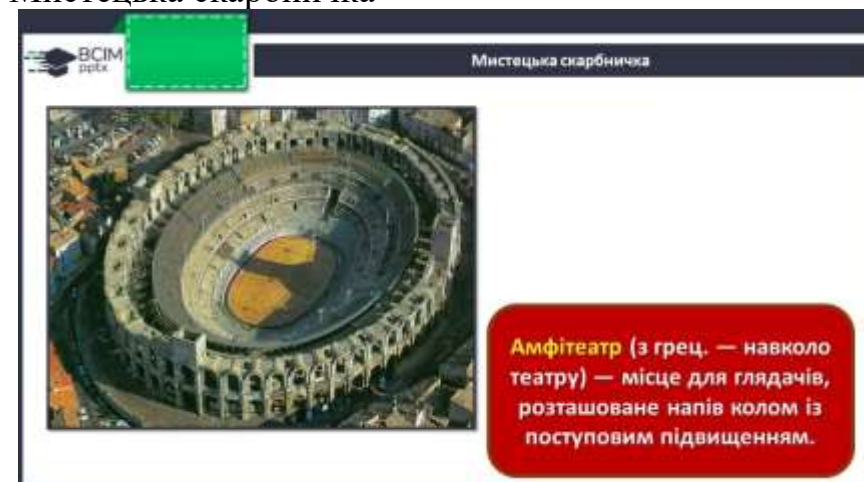 Мистецька скарбничка
ВСІМ
pptx
Мистецька скарбничка
Амфітеатр (з грец. — навколо
театру) — місце для глядачів,
розташоване напів колом із
поступовим підвищенням.